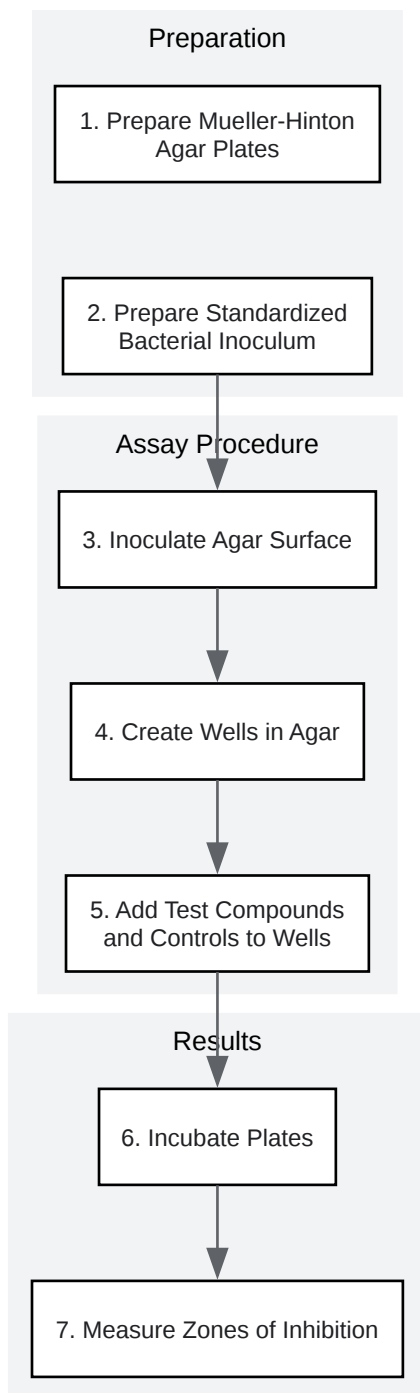 Preparation
1. Prepare Mueller-Hinton
Agar Plates
2. Prepare Standardized
Bacterial Inoculum
Assay Procedure
3. Inoculate Agar Surface
4. Create Wells in Agar
5. Add Test Compounds
and Controls to Wells
Results
6. Incubate Plates
7. Measure Zones of Inhibition